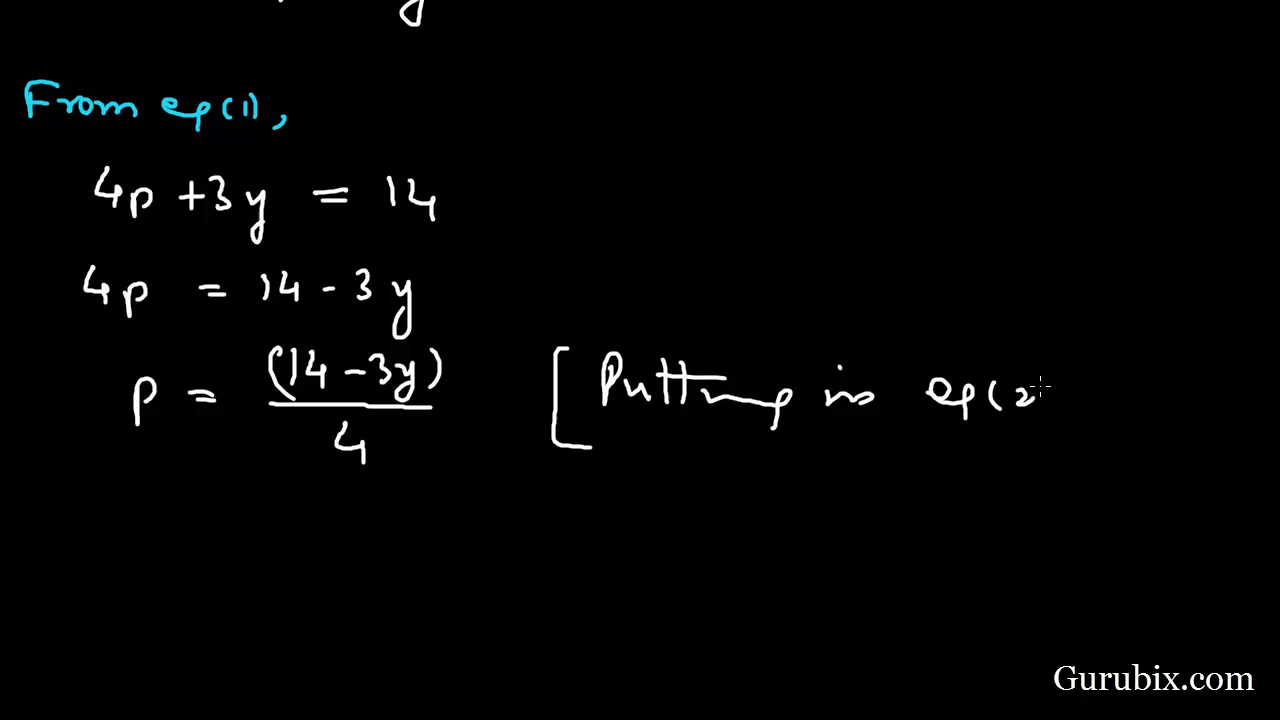 y
From eq(1),
4p + 3y = 14
4p = 14 - 3y
p = (14 - 3y)
4
[Putting in eq(2
Gurubix.com